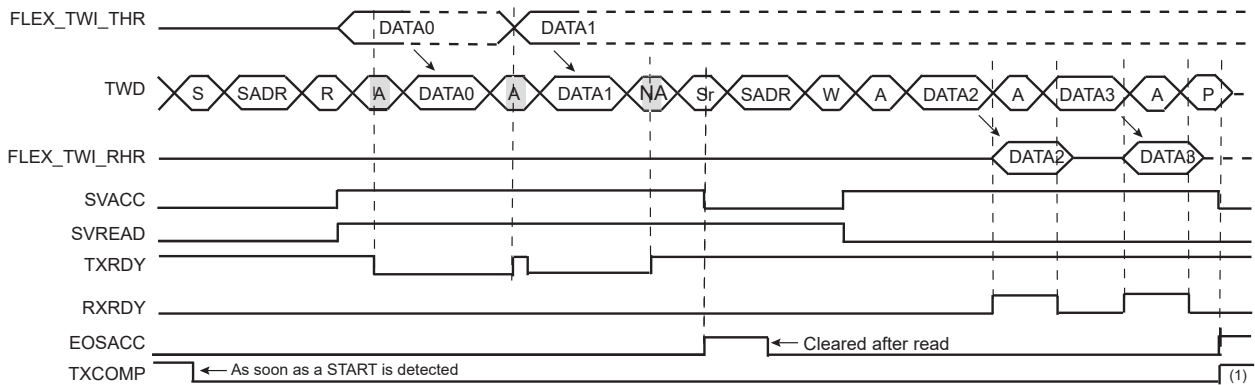 FLEX_TWI_THR DATA0 DATA1
TWD S SADR R A DATA0 A DATA1 NA Sr SADR W A DATA2 A DATA3 A P
FLEX_TWI_RHR DATA2 DATA3
SVACC
SVREAD
TXRDY
RXRDY
EOSACC Cleared after read
TXCOMP As soon as a START is detected (1)